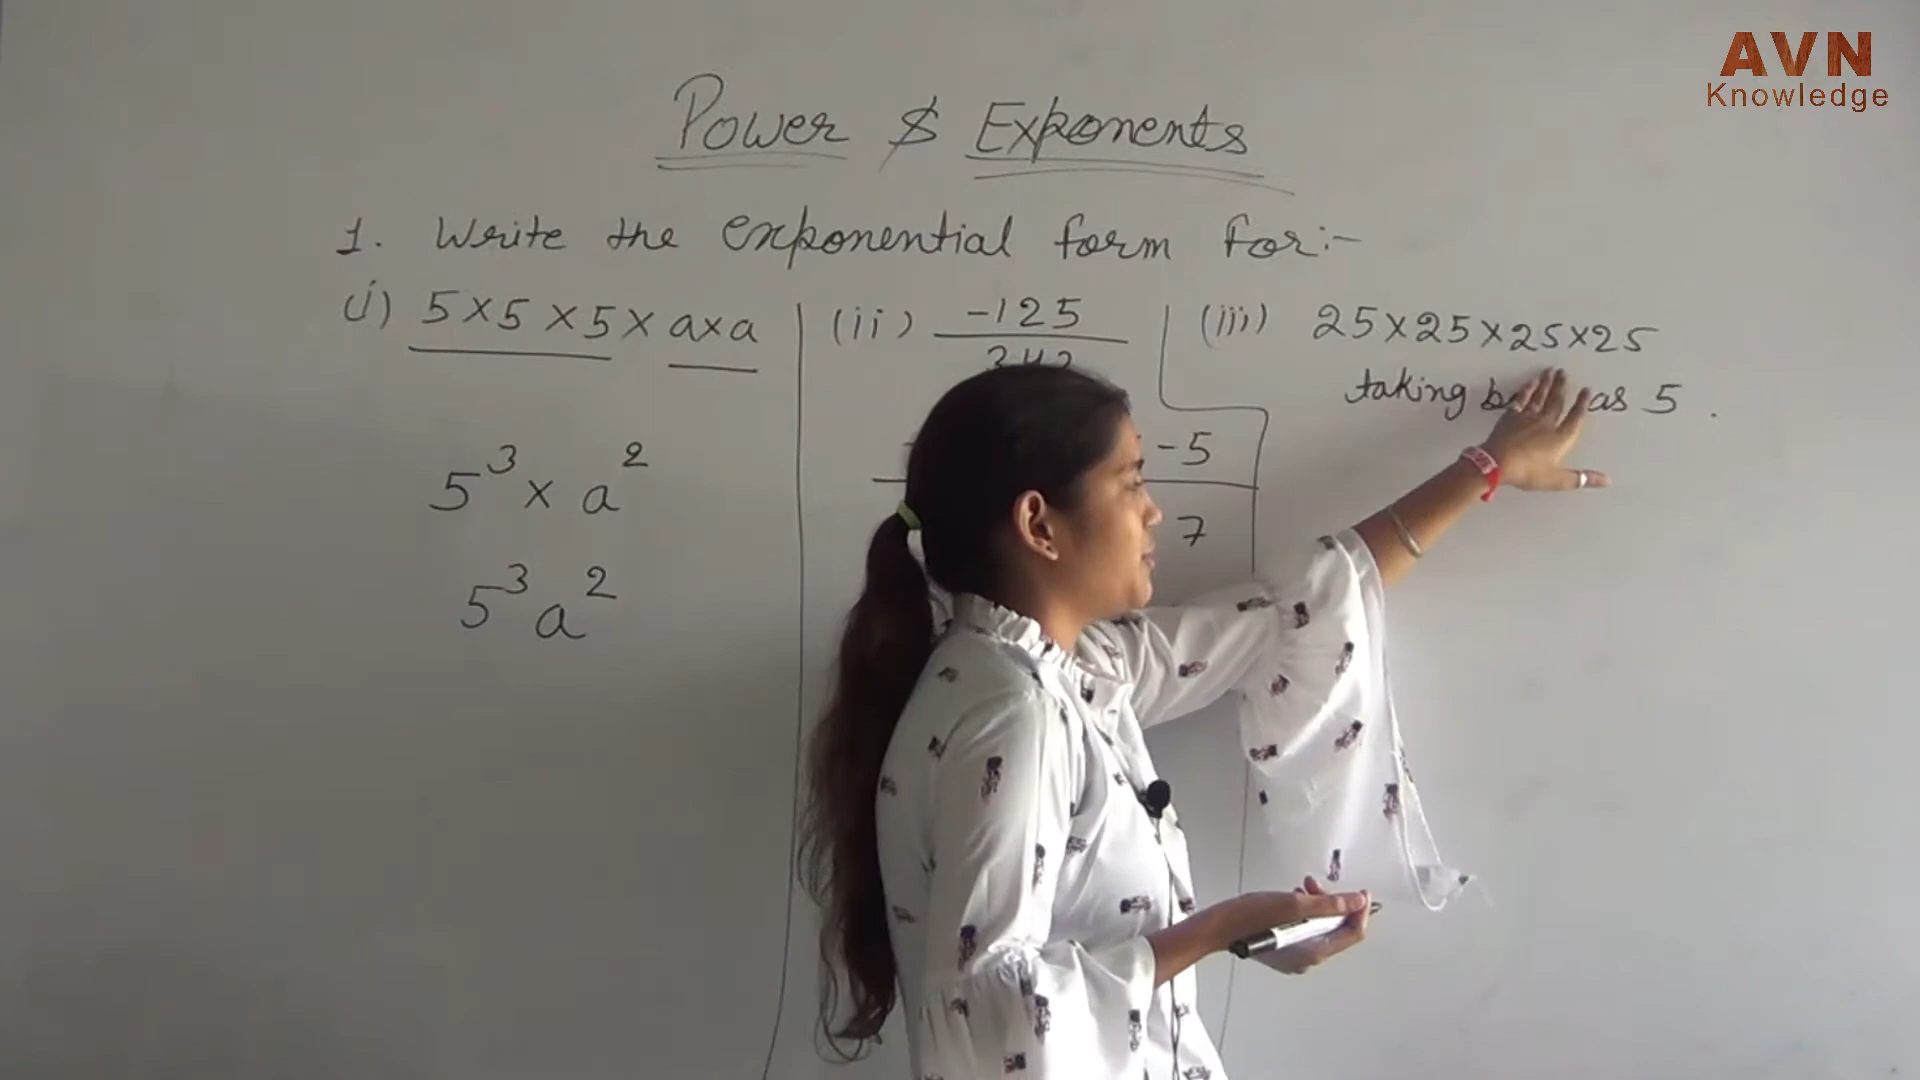 AVN
Knowledge
Power & Exponents
1. Write the exponential form for:-
(i) 5×5×5×a×a
5³ × a²
5³a²
(ii) -125
-5
7
(iii) 25×25×25×25
taking as 5.